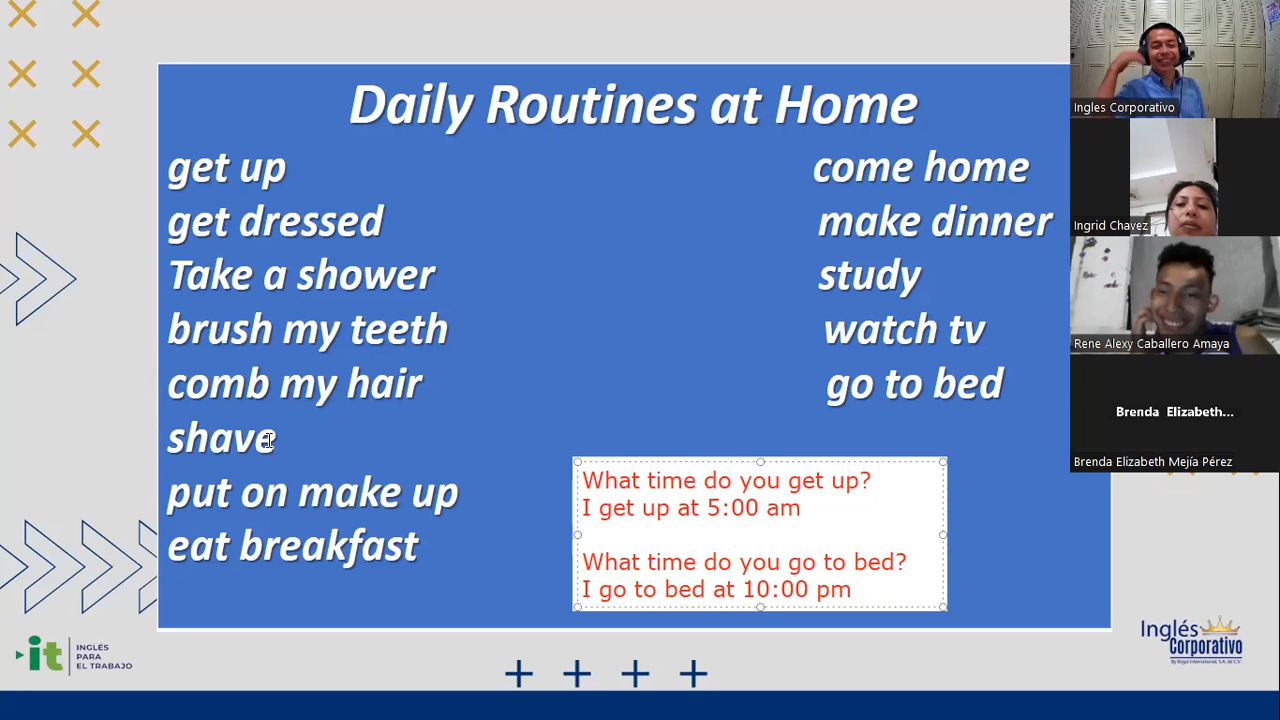 Daily Routines at Home
get up
get dressed
Take a shower
brush my teeth
comb my hair
shave
put on make up
eat breakfast
come home
make dinner
study
watch tv
go to bed
What time do you get up?
I get up at 5:00 am
What time do you go to bed?
I go to bed at 10:00 pm
Ingles Corporativo
Ingrid Chavez
Rene Alexy Caballero Amaya
Brenda Elizabeth...
Brenda Elizabeth Mejía Pérez
it
INGLÉS
PARA
EL TRABAJO
Inglés
Corporativo